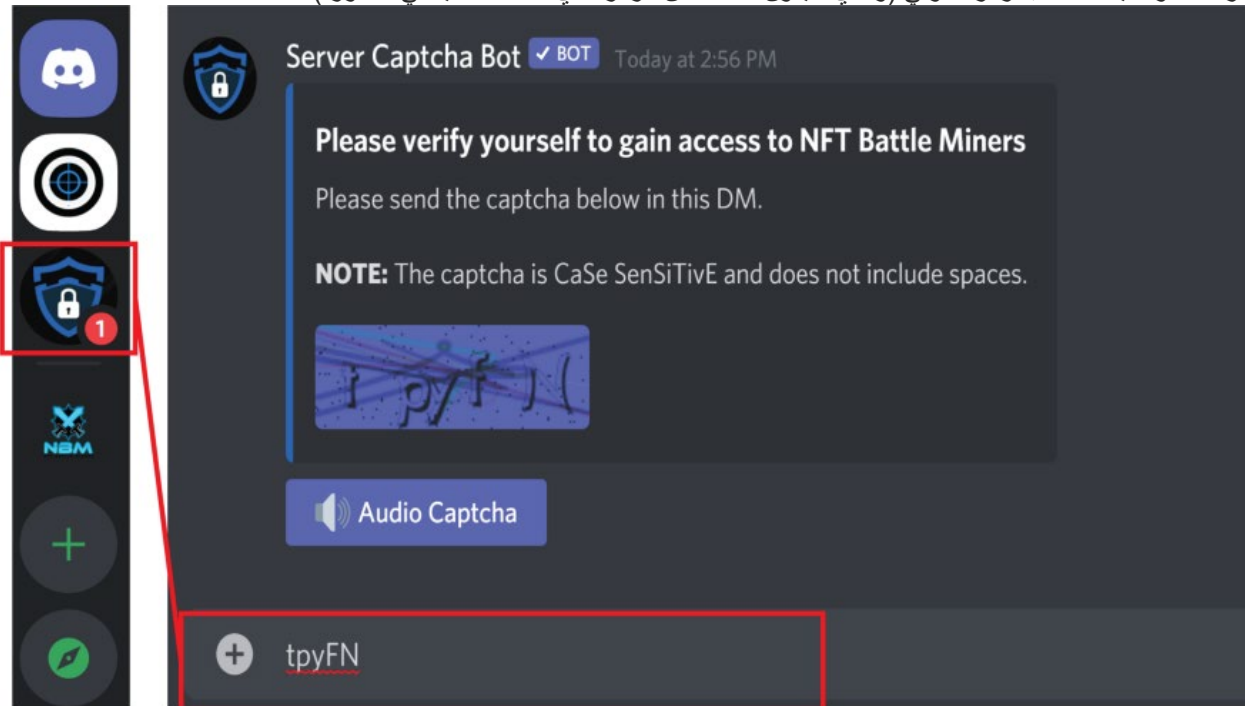 Server Captcha Bot ✓ BOT Today at 2:56 PM
Please verify yourself to gain access to NFT Battle Miners
Please send the captcha below in this DM.
NOTE: The captcha is CaSe SenSiTivE and does not include spaces.
1
NBM
Audio Captcha
tpyFN